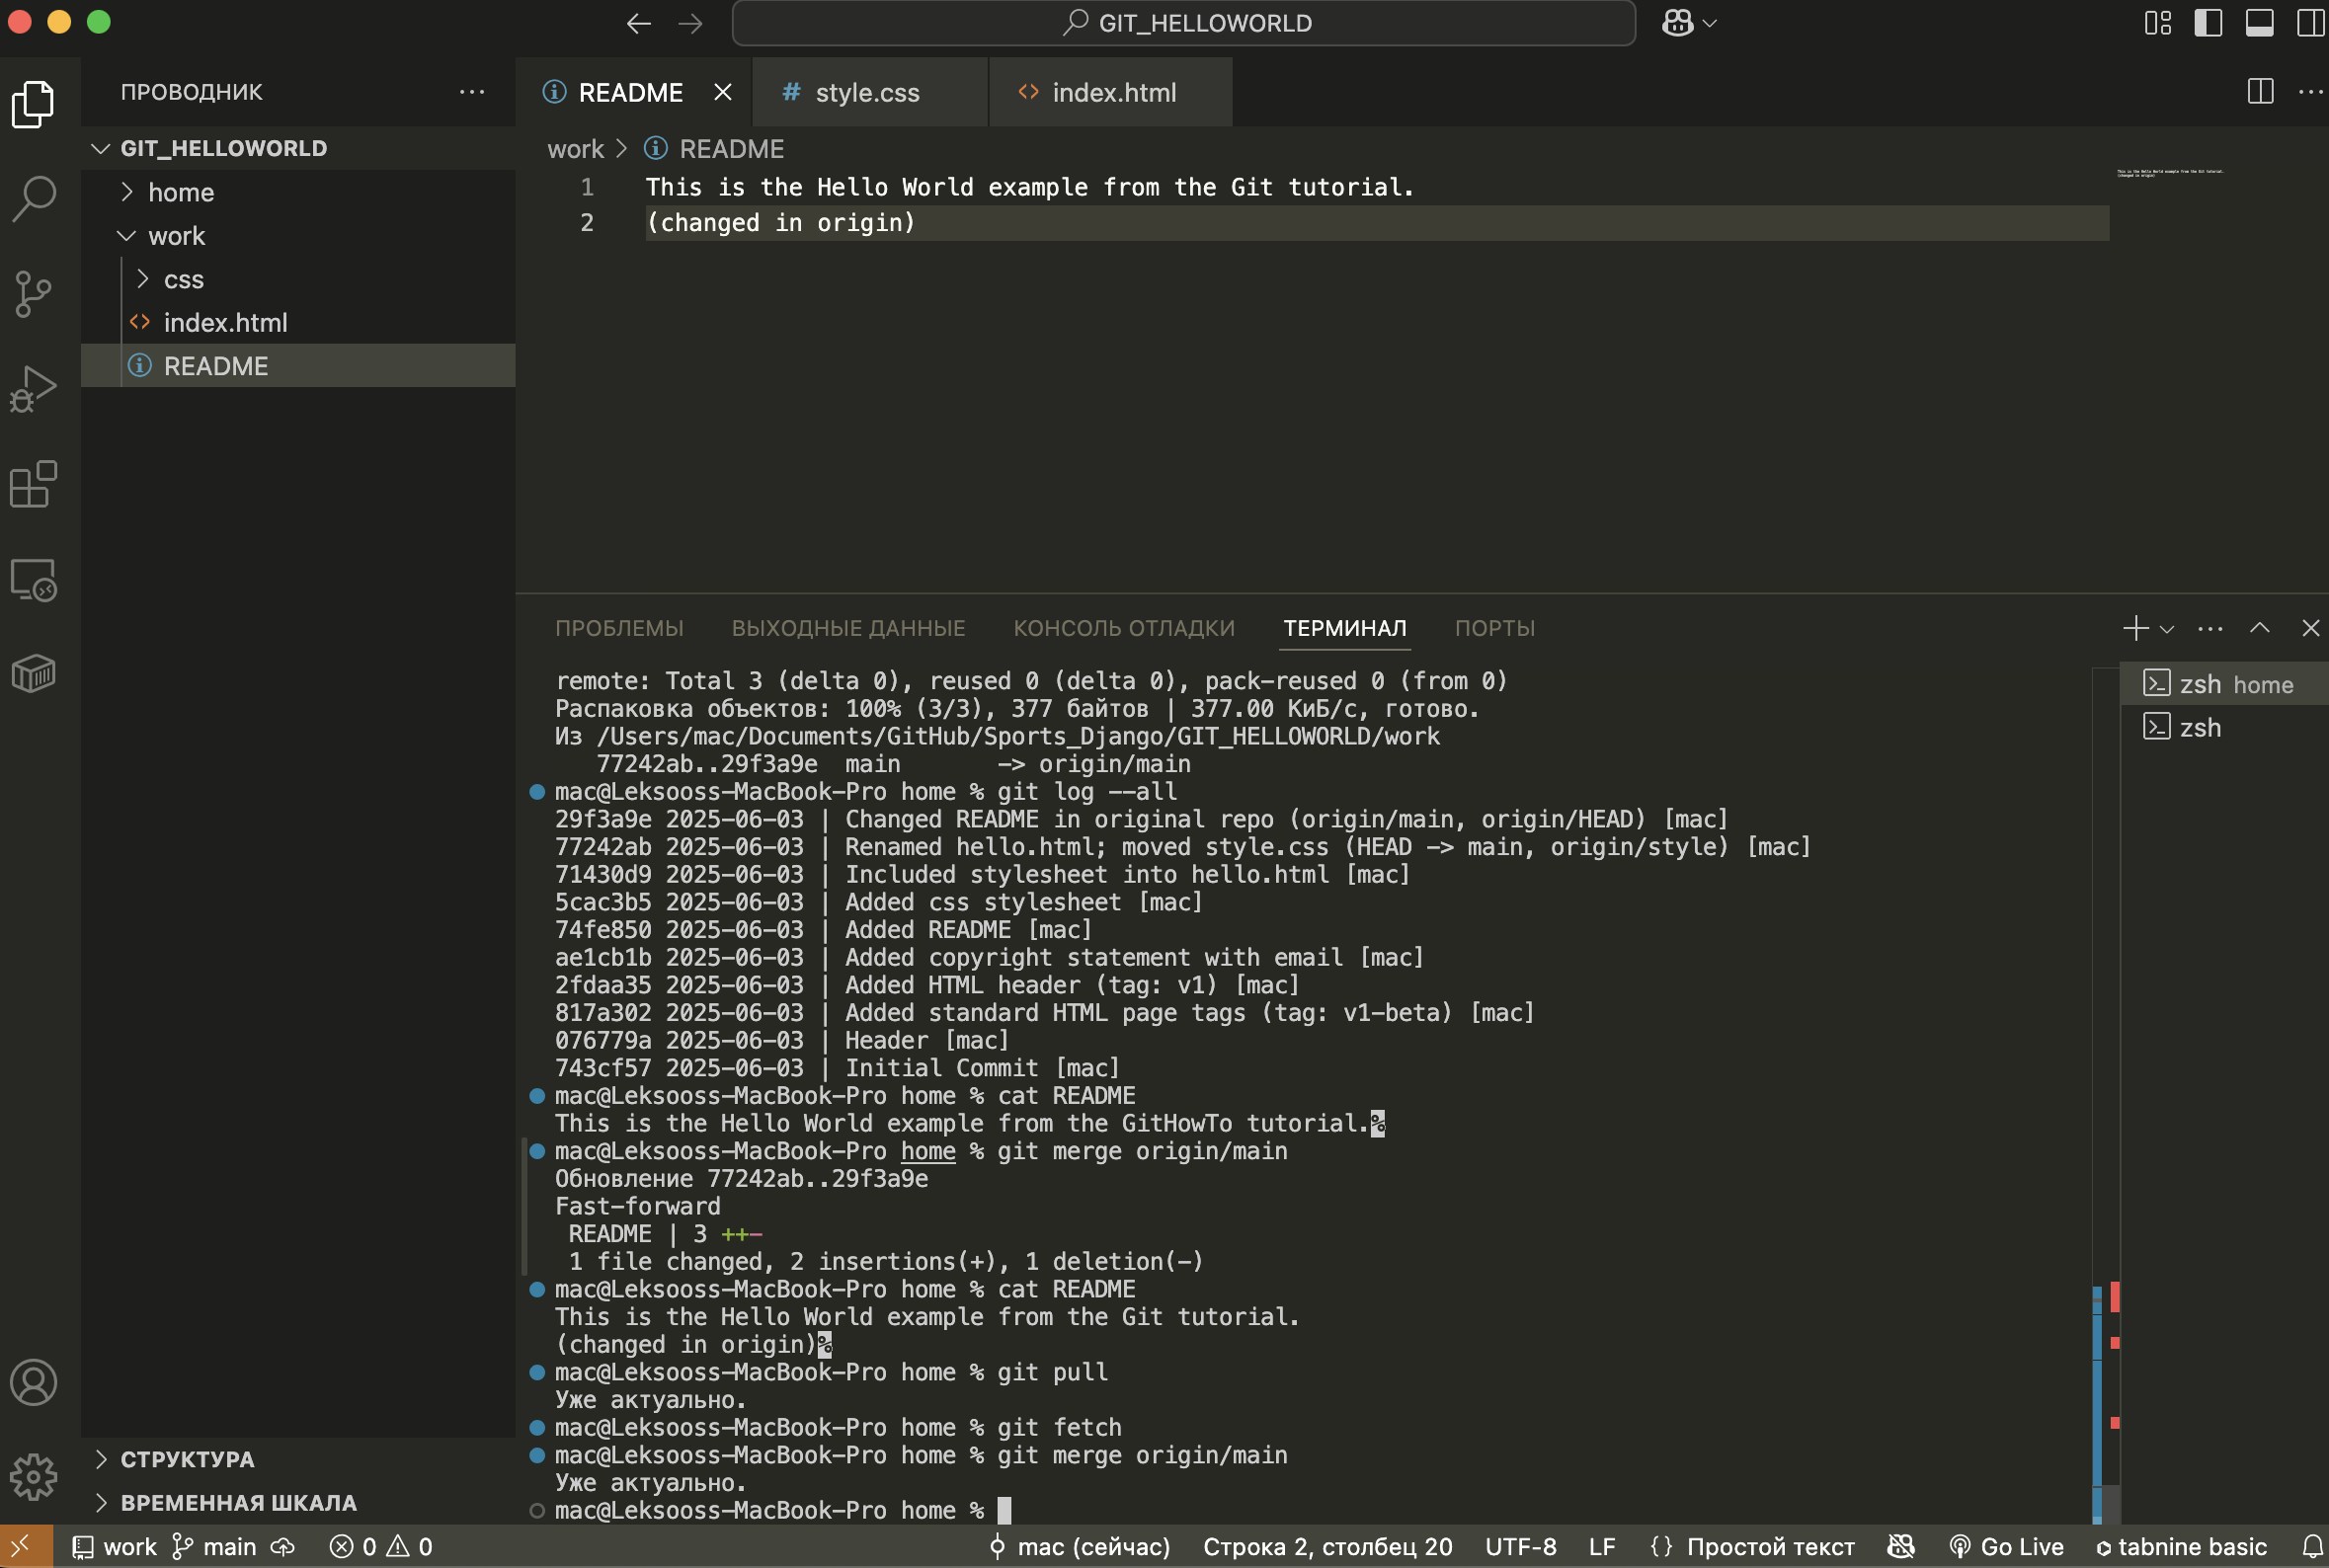 GIT_HELLOWORLD
ПРОВОДНИК
GIT_HELLOWORLD
home
work
css
index.html
README
СТРУКТУРА
ВРЕМЕННАЯ ШКАЛА
README
# style.css
index.html
work > README
1 This is the Hello World example from the Git tutorial.
2 (changed in origin)
This is the Hello World example from the Git tutorial.
(changed in origin)
ПРОБЛЕМЫ ВЫХОДНЫЕ ДАННЫЕ КОНСОЛЬ ОТЛАДКИ ТЕРМИНАЛ ПОРТЫ
remote: Total 3 (delta 0), reused 0 (delta 0), pack-reused 0 (from 0)
Распаковка объектов: 100% (3/3), 377 байтов | 377.00 КиБ/с, готово.
Из /Users/mac/Documents/GitHub/Sports_Django/GIT_HELLOWORLD/work
77242ab..29f3a9e main -> origin/main
mac@Leksooss-MacBook-Pro home % git log --all
29f3a9e 2025-06-03 | Changed README in original repo (origin/main, origin/HEAD) [mac]
77242ab 2025-06-03 | Renamed hello.html; moved style.css (HEAD -> main, origin/style) [mac]
71430d9 2025-06-03 | Included stylesheet into hello.html [mac]
5cac3b5 2025-06-03 | Added css stylesheet [mac]
74fe850 2025-06-03 | Added README [mac]
ae1cb1b 2025-06-03 | Added copyright statement with email [mac]
2fdaa35 2025-06-03 | Added HTML header (tag: v1) [mac]
817a302 2025-06-03 | Added standard HTML page tags (tag: v1-beta) [mac]
076779a 2025-06-03 | Header [mac]
743cf57 2025-06-03 | Initial Commit [mac]
mac@Leksooss-MacBook-Pro home % cat README
This is the Hello World example from the GitHowTo tutorial.%
mac@Leksooss-MacBook-Pro home % git merge origin/main
Обновление 77242ab..29f3a9e
Fast-forward
README | 3 ++-
1 file changed, 2 insertions(+), 1 deletion(-)
mac@Leksooss-MacBook-Pro home % cat README
This is the Hello World example from the Git tutorial.
(changed in origin)%
mac@Leksooss-MacBook-Pro home % git pull
Уже актуально.
mac@Leksooss-MacBook-Pro home % git fetch
mac@Leksooss-MacBook-Pro home % git merge origin/main
Уже актуально.
mac@Leksooss-MacBook-Pro home %
zsh home
zsh
work main 0 0 mac (сейчас) Строка 2, столбец 20 UTF-8 LF {} Простой текст Go Live tabnine basic